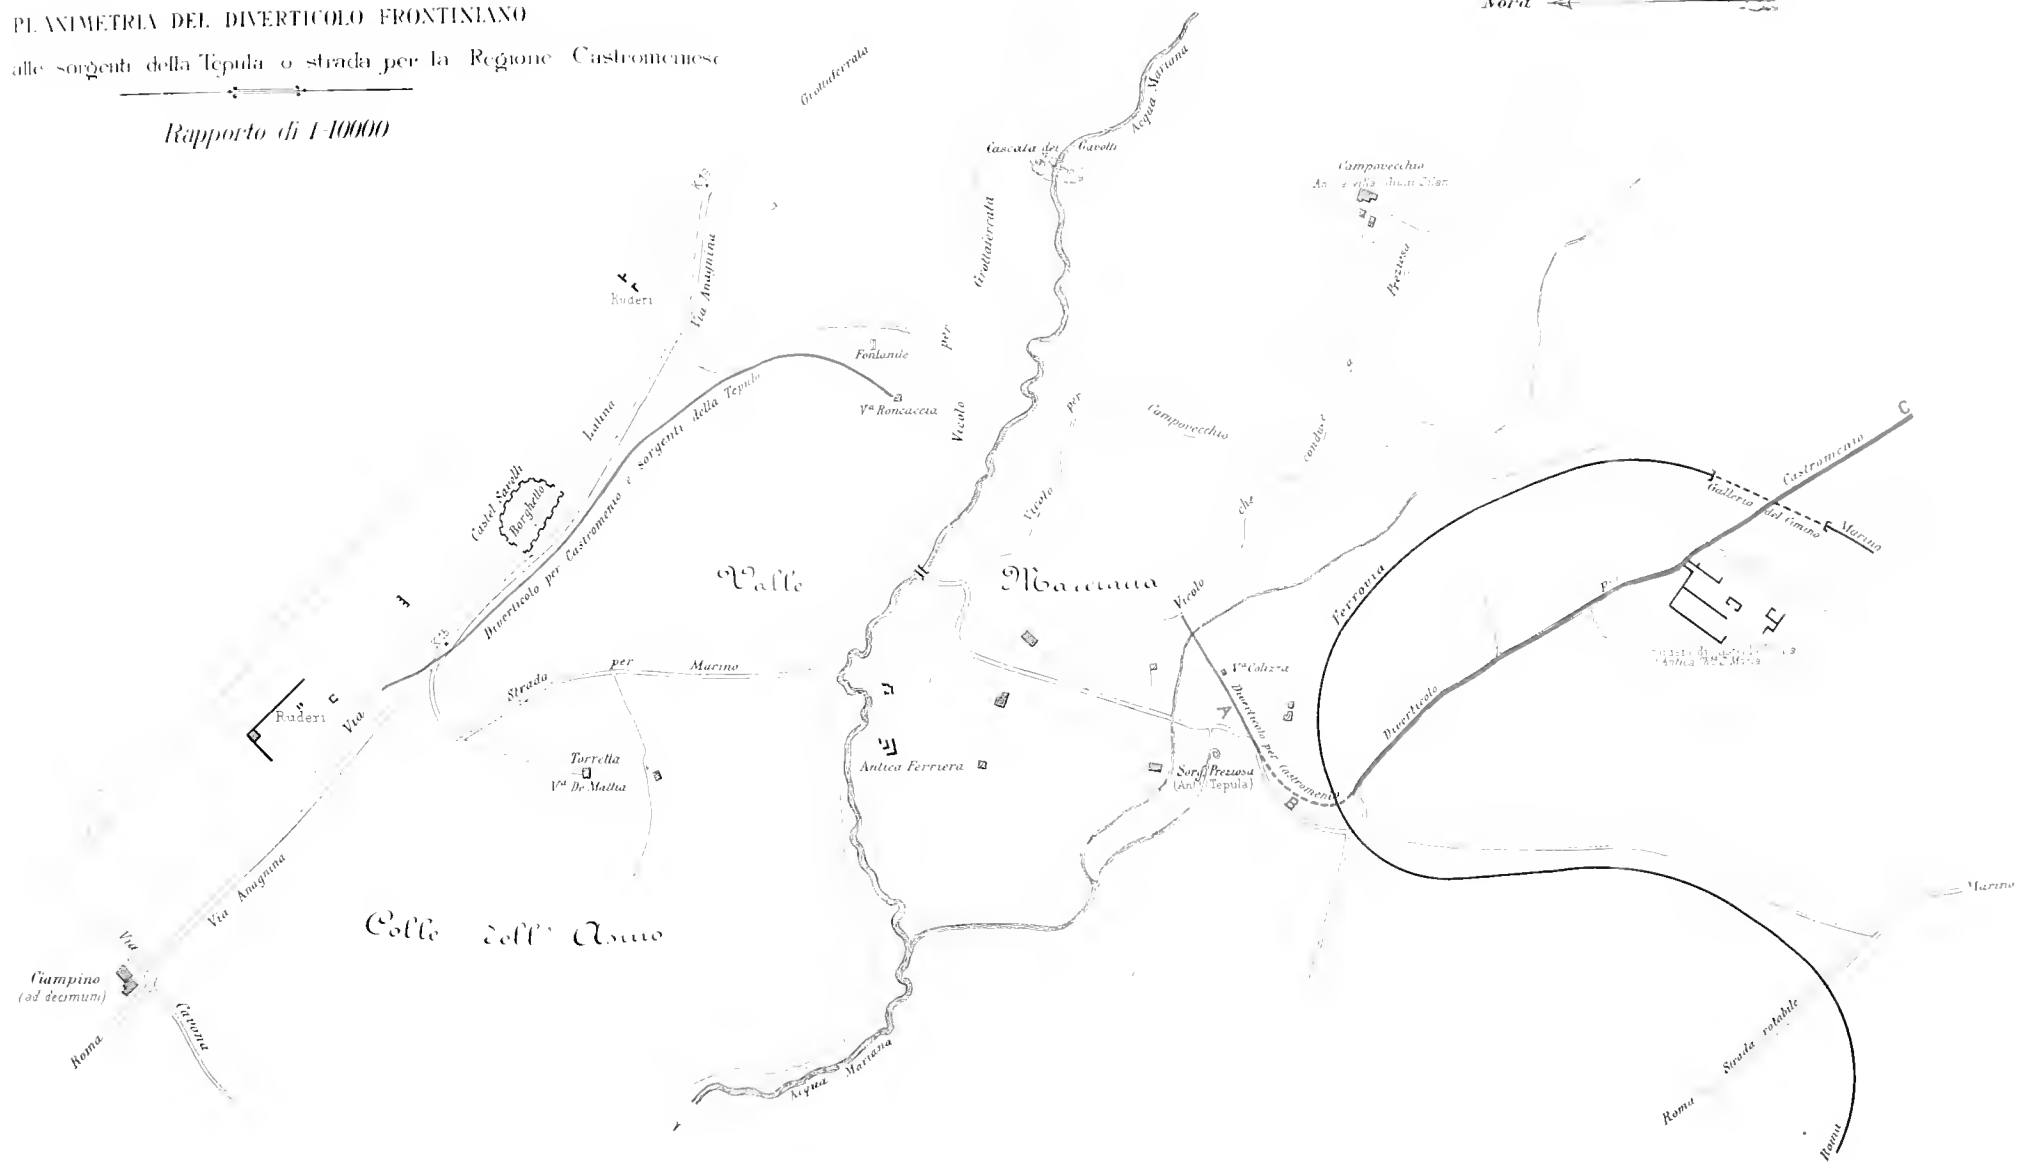 PLANIMETRIA DEL DIVERTICOLO FRONTINIANO
alle sorgenti della Tepula o strada per la Regione Castromeniese
Rapporto di 1-10000
Nord
Grottaferrata
Acqua Mariana
Cascata dei Gavotti
Campovecchio
Grottaferrata
per
Vicolo
Via Anagnina
Ruderi
Preziosa
a
conduce
che
Vicolo
Fontanile
Vª Roncaccia
Latina
Diverticolo per Castromenio e sorgenti della Tepula
Castel Savelli
Borghetto
Campovecchio
per
Vicolo
C
Castromenio
per
Diverticolo
Galleria del Cimino
Marino
Ferrovia
Valle Marciana
Strada per Marino
Vª Colizza
A
Diverticolo per Castromenio
B
Ruderi
Via
Torretta
Vª De Mattia
Antica Ferriera
Sorg. Preziosa
(Ant. Tepula)
Via Anagnina
Colle dell' Asino
Via
Cavona
Ciampino
(ad decimum)
Roma
Acqua Mariana
Marino
Strada rotabile
Roma
Roma